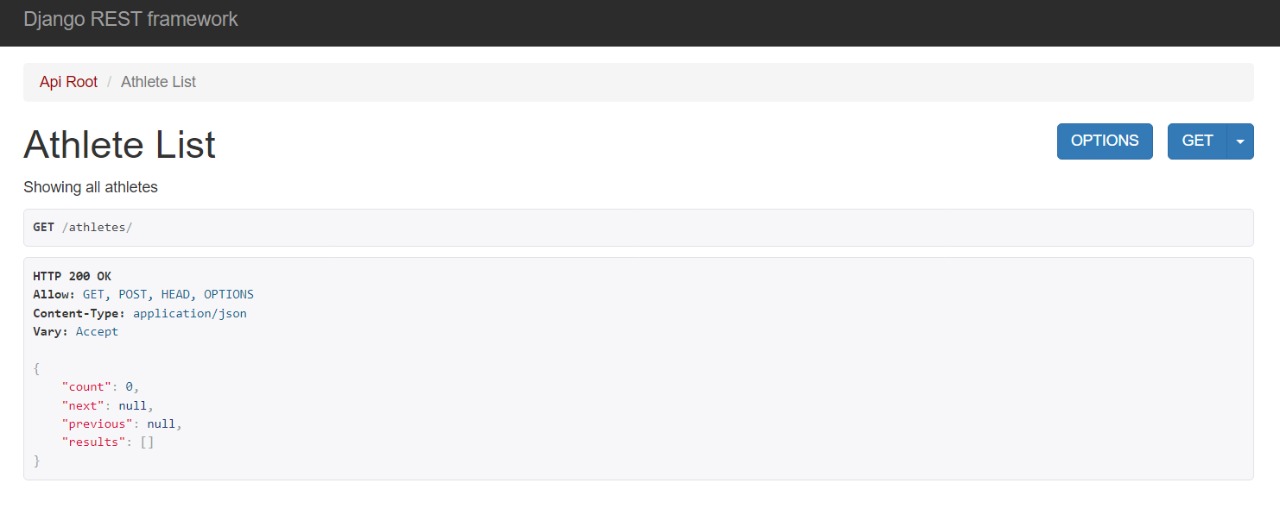 Django REST framework
Api Root / Athlete List
Athlete List
OPTIONS
GET
Showing all athletes
GET /athletes/
HTTP 200 OK
Allow: GET, POST, HEAD, OPTIONS
Content-Type: application/json
Vary: Accept
{
    "count": 0,
    "next": null,
    "previous": null,
    "results": []
}